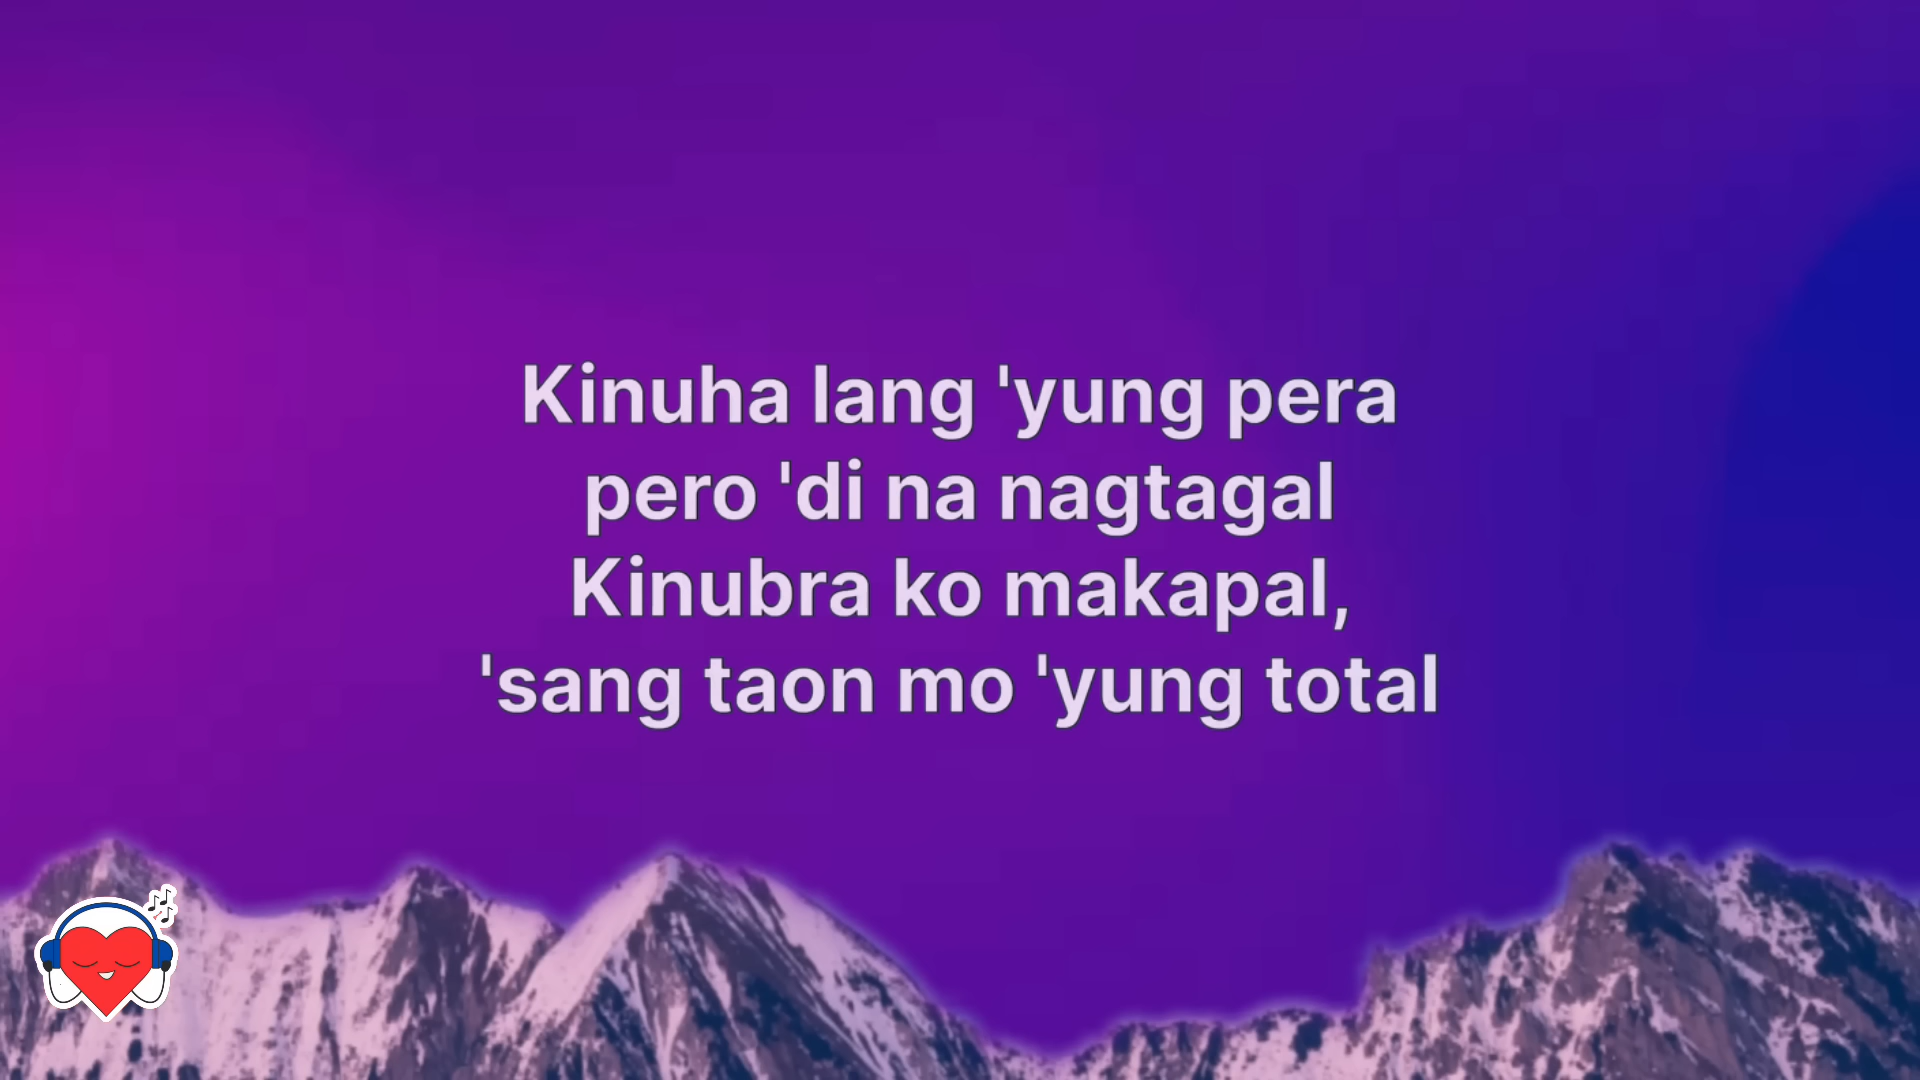 Kinuha lang 'yung pera
pero 'di na nagtagal
Kinubra ko makapal,
'sang taon mo 'yung total